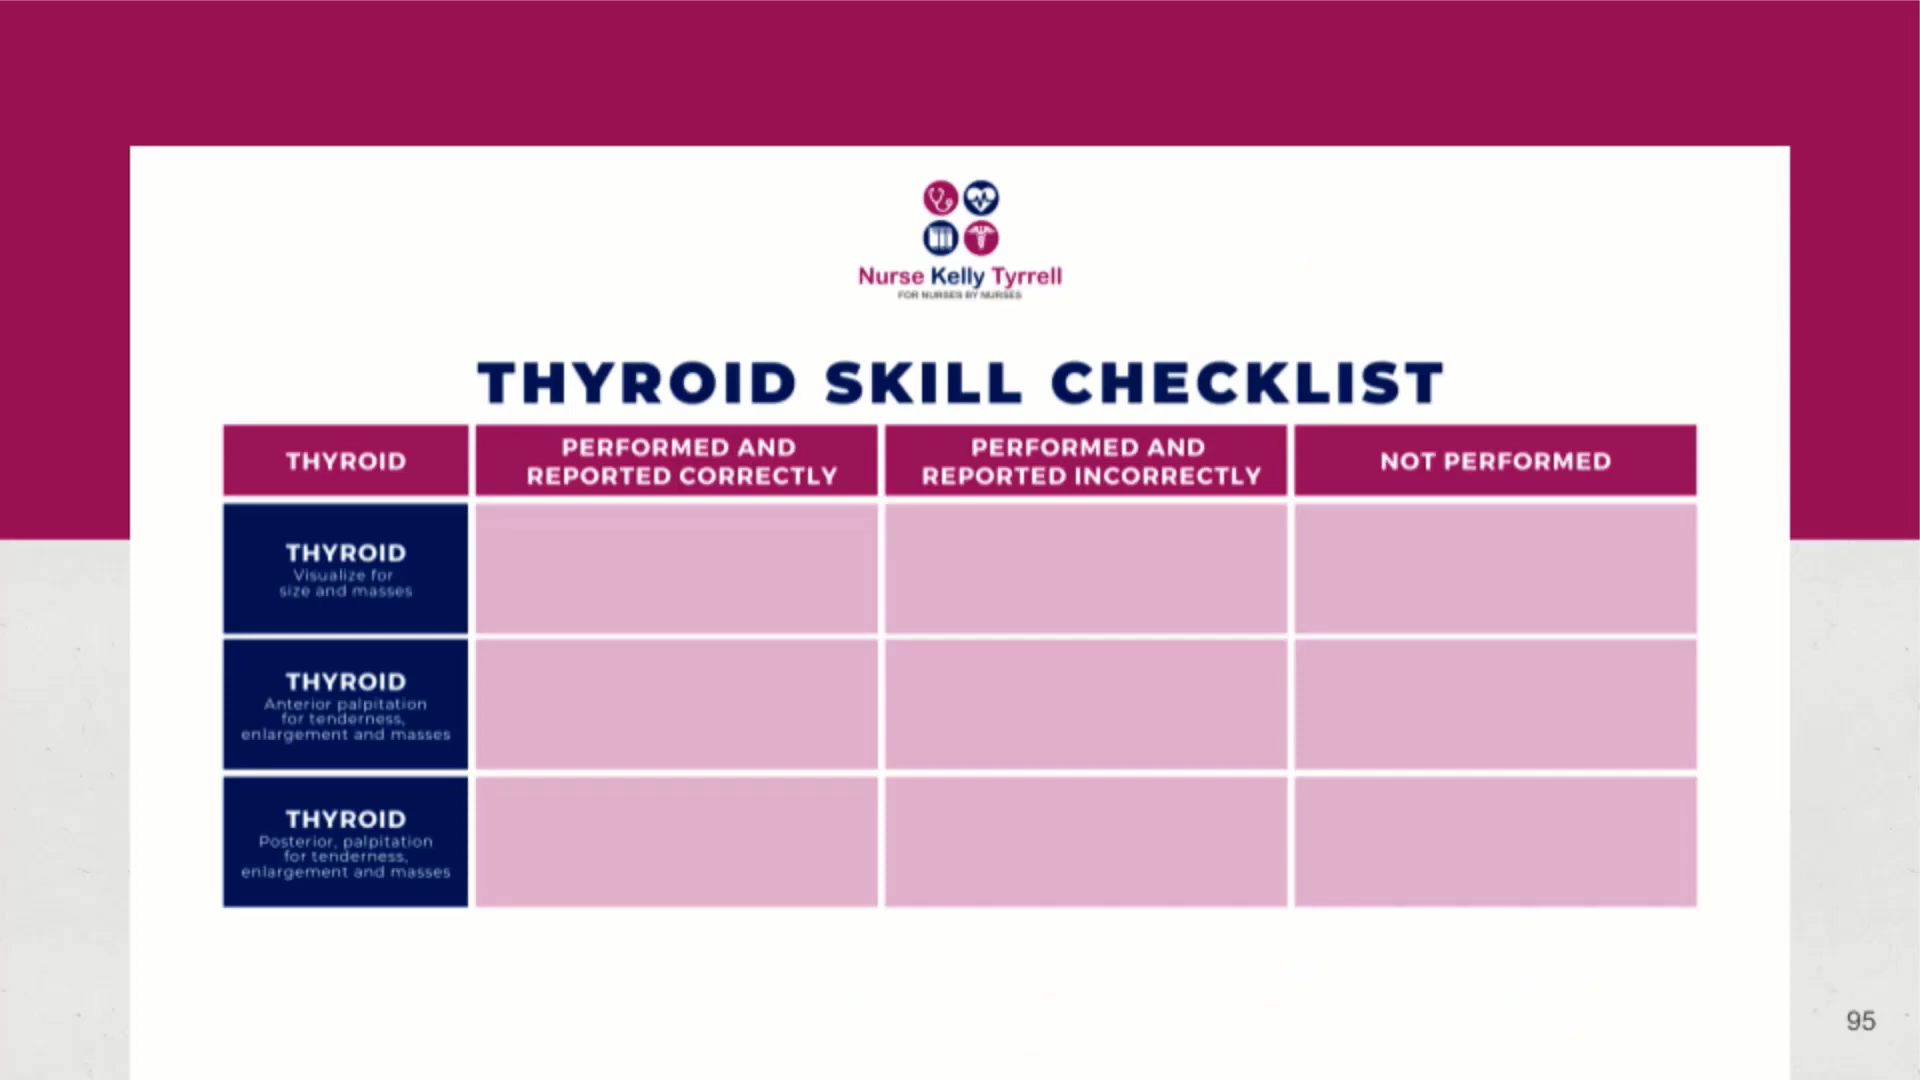 Nurse Kelly Tyrrell
FOR NURSES BY NURSES
THYROID SKILL CHECKLIST
THYROID
PERFORMED AND
REPORTED CORRECTLY
PERFORMED AND
REPORTED INCORRECTLY
NOT PERFORMED
THYROID
Visualize for
size and masses
THYROID
Anterior palpitation
for tenderness,
enlargement and masses
THYROID
Posterior, palpitation
for tenderness,
enlargement and masses
95